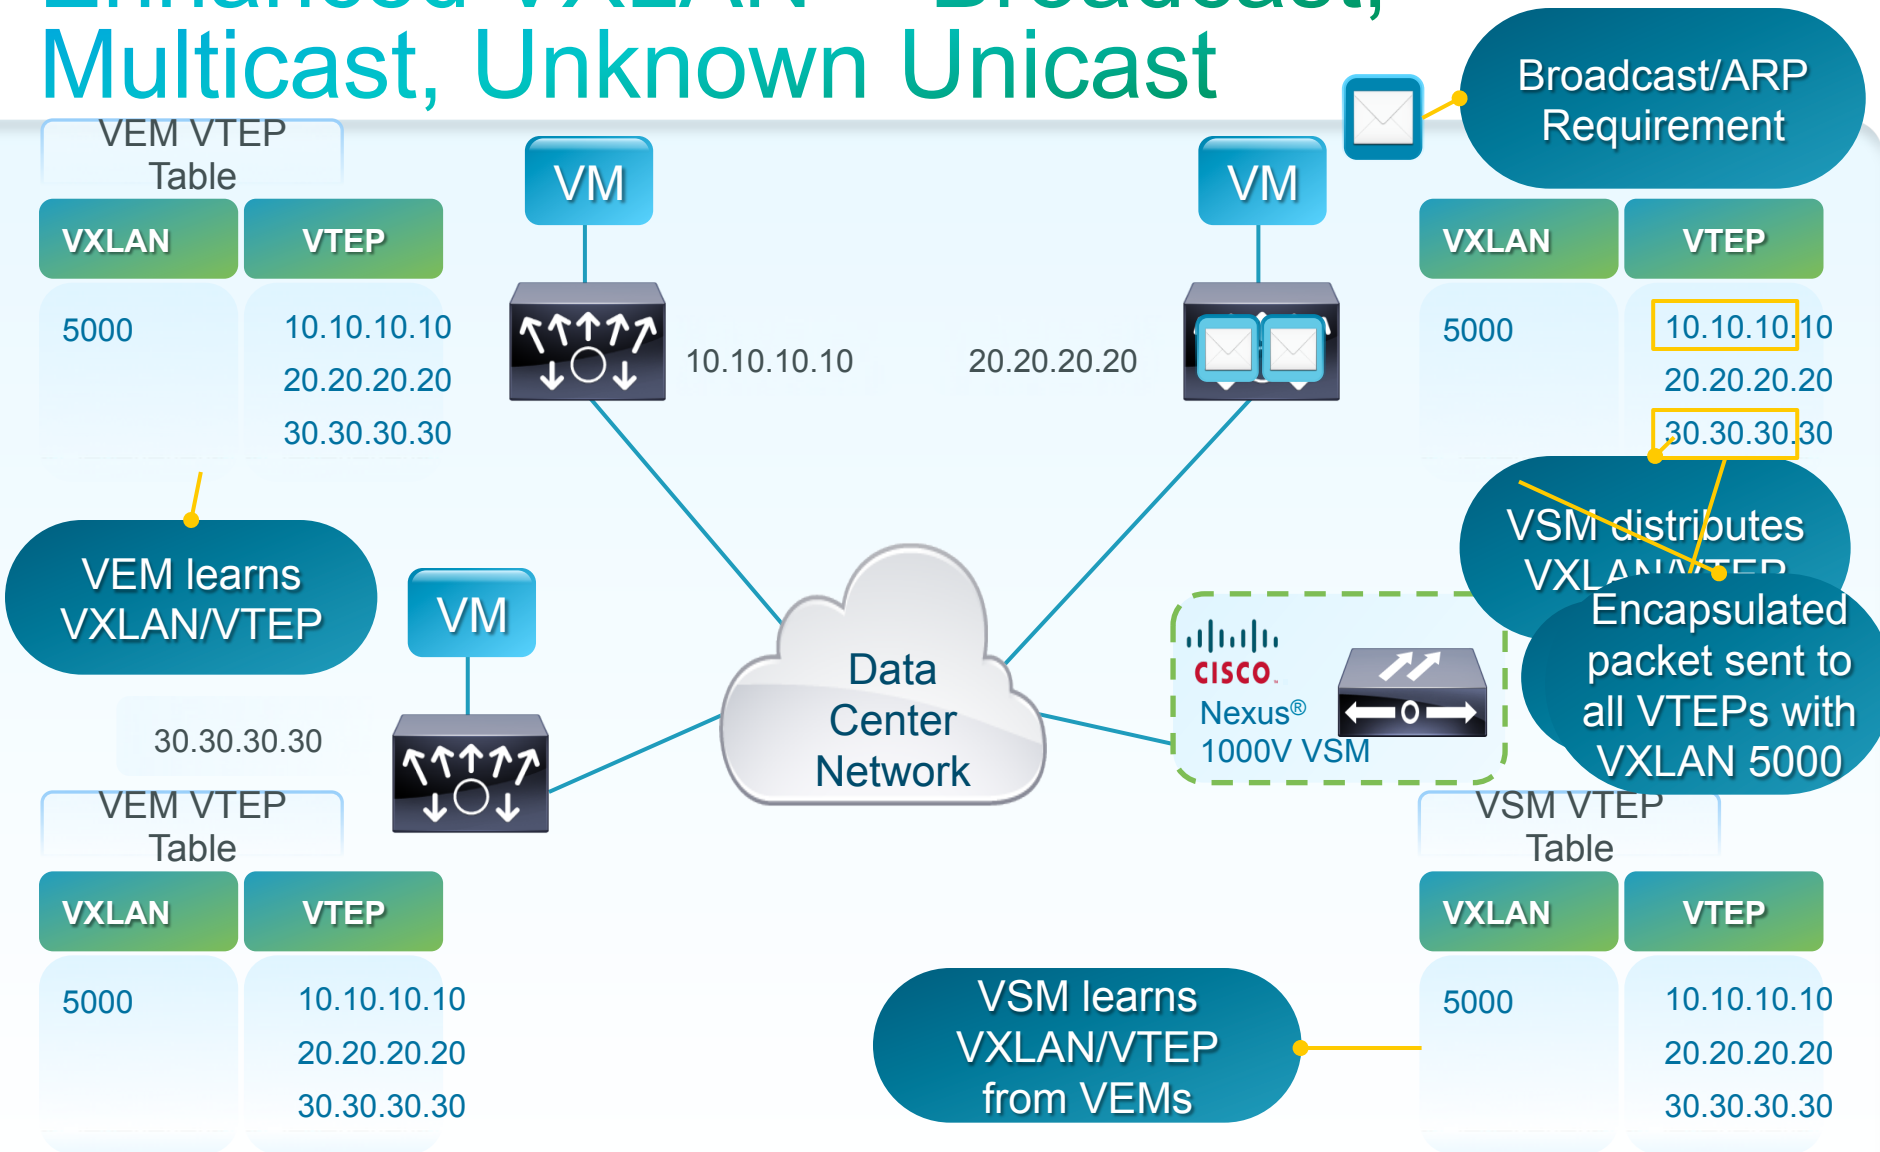 Enhanced VXLAN – Broadcast,
Multicast, Unknown Unicast
Broadcast/ARP
Requirement
VEM VTEP
Table
VXLAN VTEP
5000 10.10.10.10
20.20.20.20
30.30.30.30
VM
10.10.10.10
VM
20.20.20.20
VXLAN VTEP
5000 10.10.10.10
20.20.20.20
30.30.30.30
VEM learns
VXLAN/VTEP
VSM distributes
VXLAN/VTEP
Encapsulated
packet sent to
all VTEPs with
VXLAN 5000
VM
30.30.30.30
Data
Center
Network
CISCO
Nexus®
1000V VSM
VEM VTEP
Table
VXLAN VTEP
5000 10.10.10.10
20.20.20.20
30.30.30.30
VSM learns
VXLAN/VTEP
from VEMs
VSM VTEP
Table
VXLAN VTEP
5000 10.10.10.10
20.20.20.20
30.30.30.30